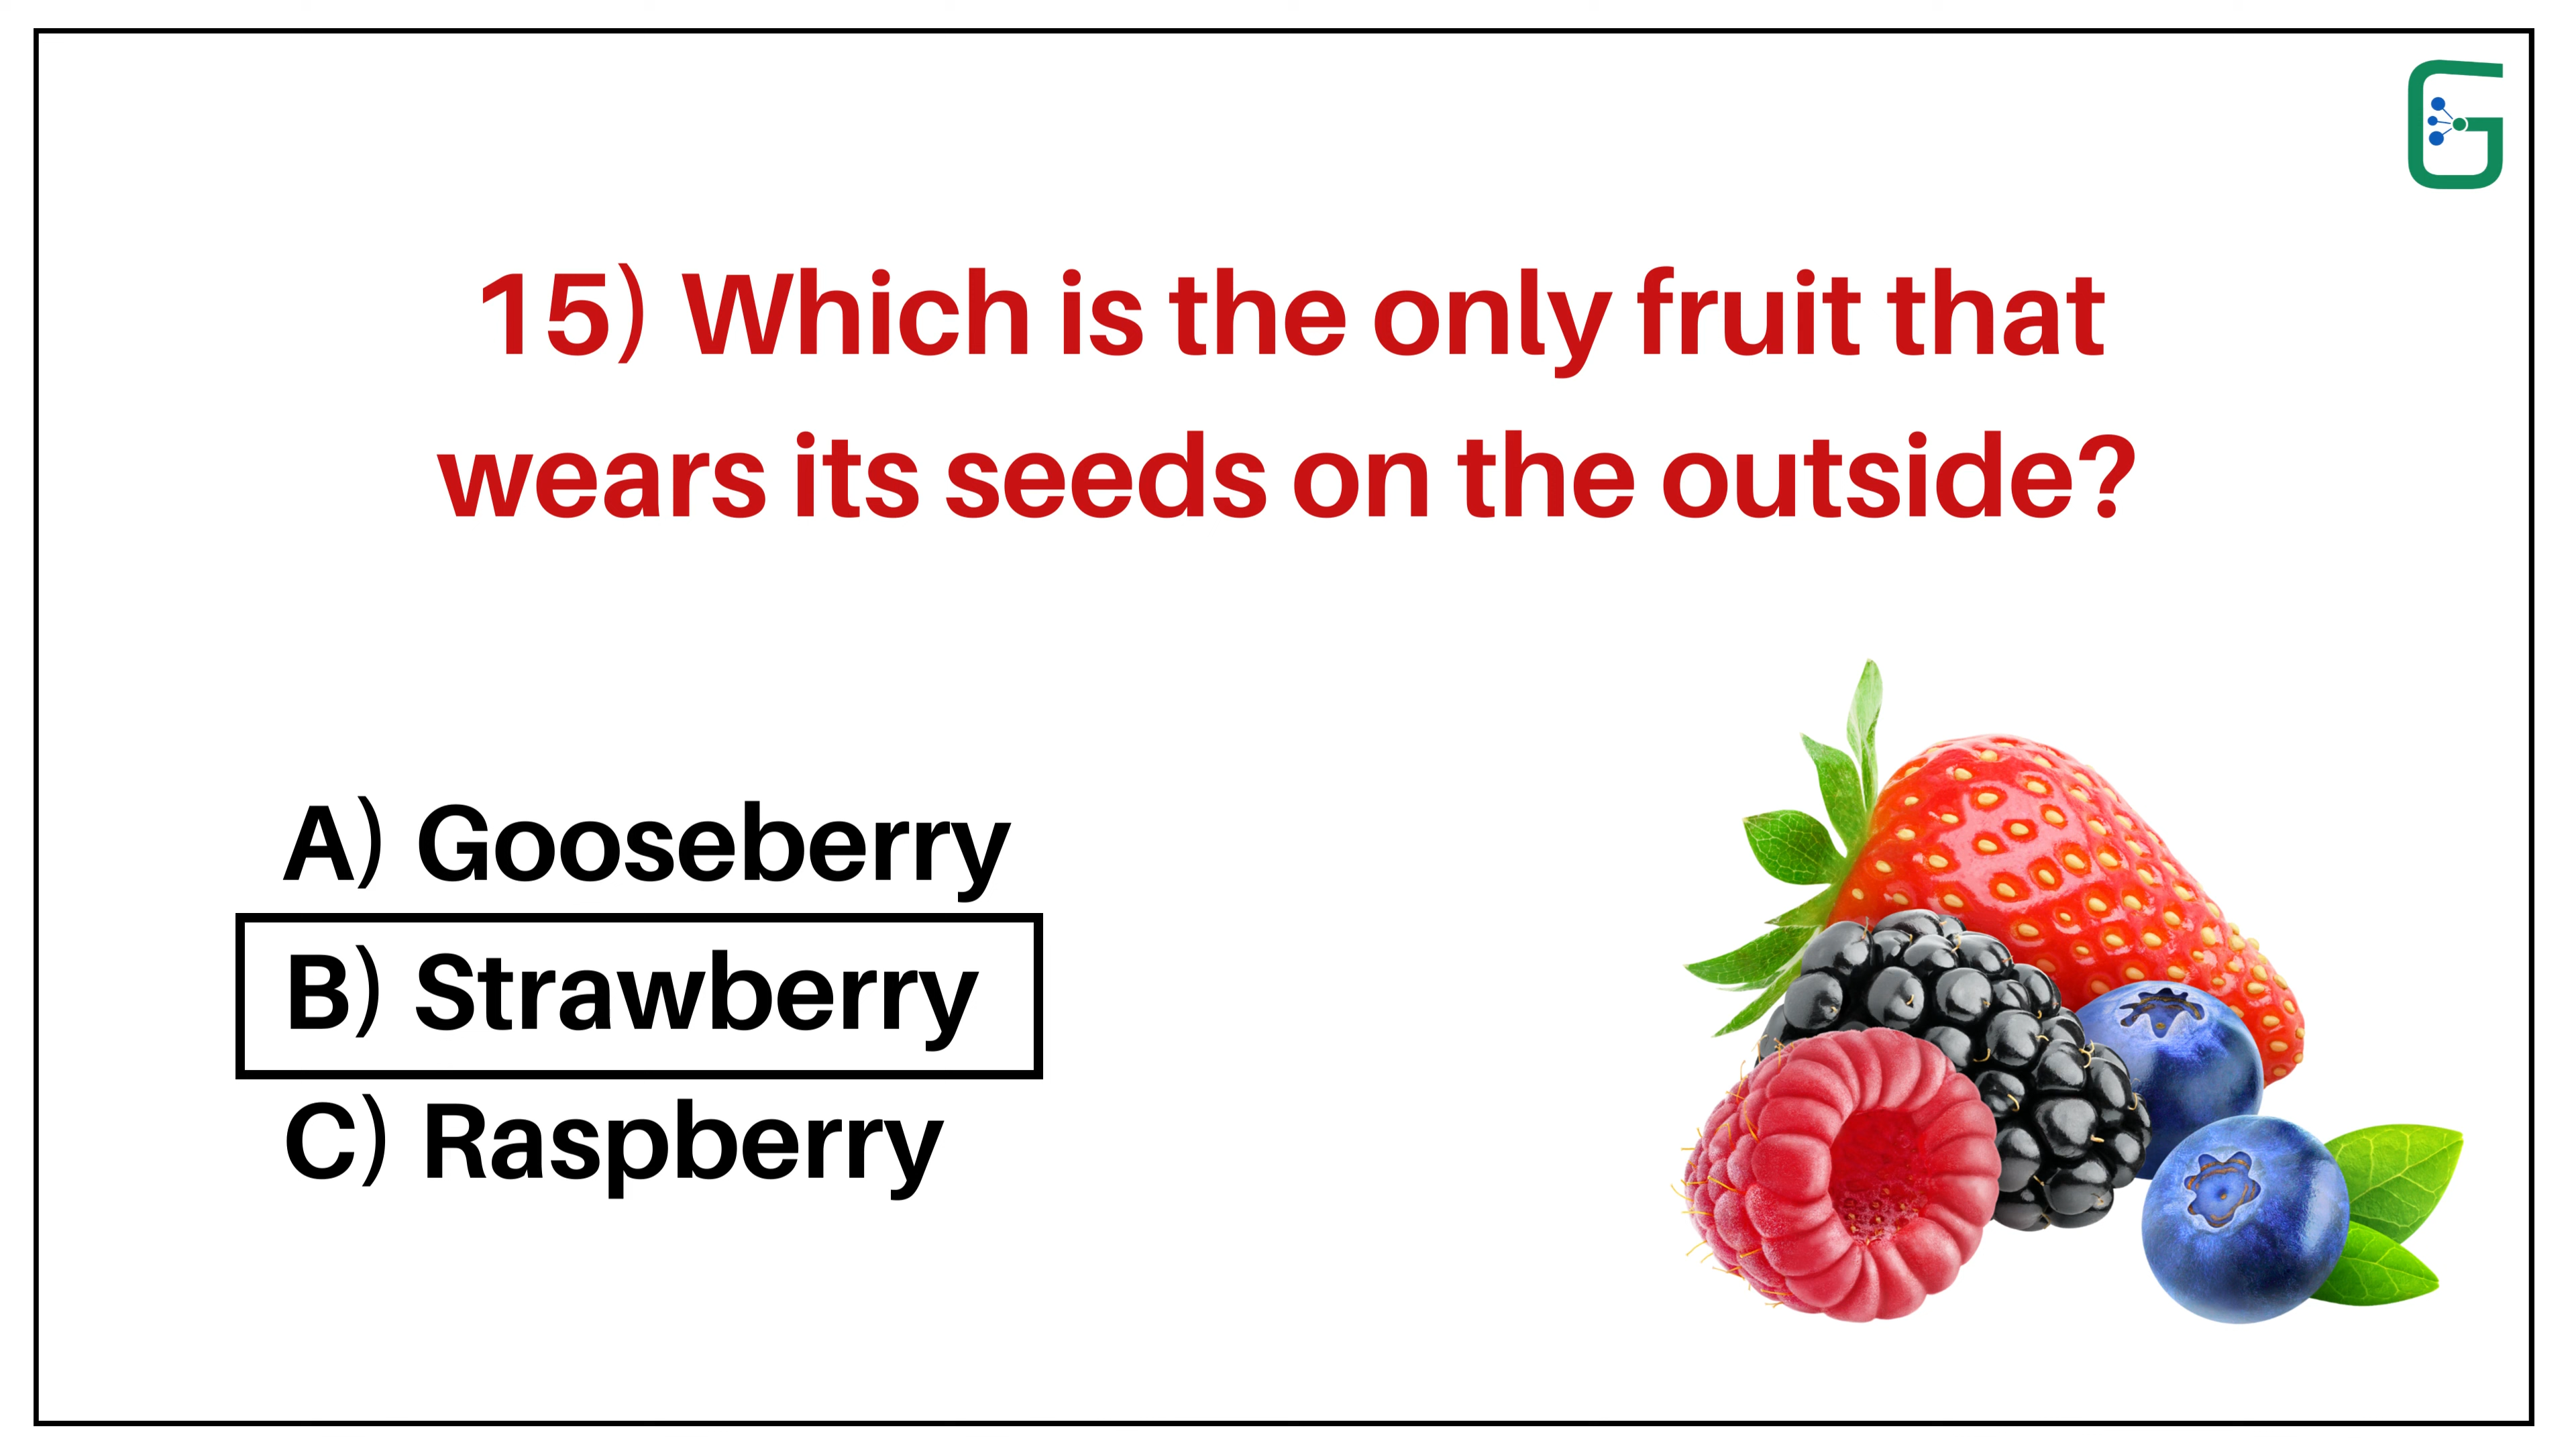 15) Which is the only fruit that
wears its seeds on the outside?
A) Gooseberry
B) Strawberry
C) Raspberry